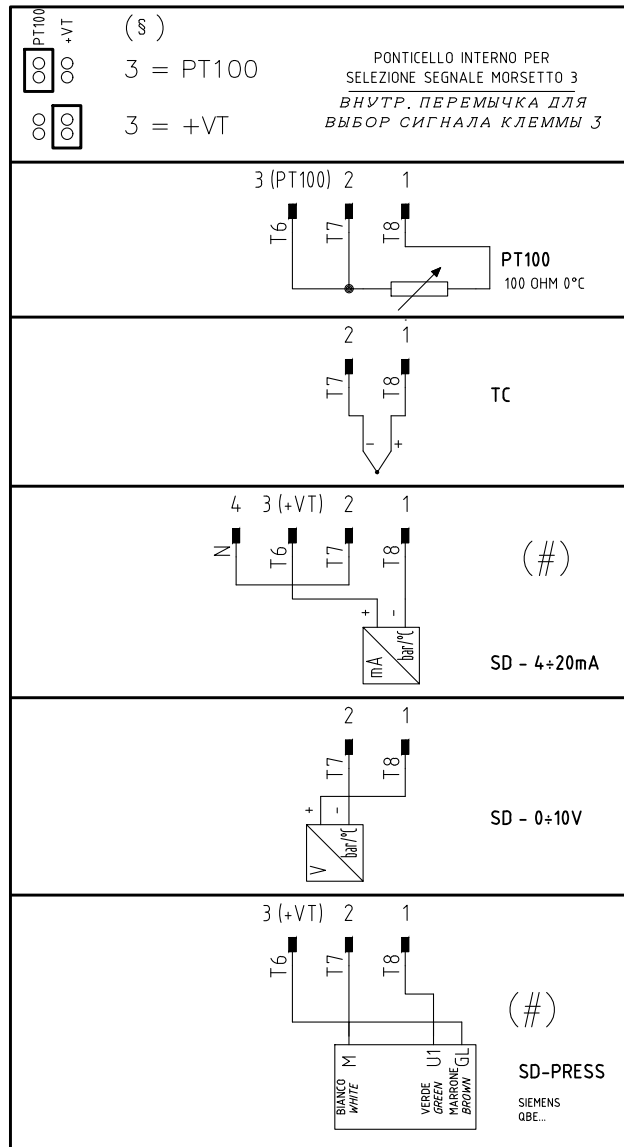 PT100 +VT
(§)
3 = PT100
3 = +VT
PONTICELLO INTERNO PER
SELEZIONE SEGNALE MORSETTO 3
ВНУТР. ПЕРЕМЫЧКА ДЛЯ
ВЫБОР СИГНАЛА КЛЕММЫ 3
3 (PT100) 2 1
T6 T7 T8
PT100
100 OHM 0°C
2 1
T7 T8
TC
- +
4 3 (+VT) 2 1
N T6 T7 T8
(#)
+ -
mA bar/°C
SD - 4÷20mA
2 1
T7 T8
+ -
V bar/°C
SD - 0÷10V
3 (+VT) 2 1
T6 T7 T8
(#)
M U1 GL
BIANCO VERDE MARRONE
WHITE GREEN BROWN
SD-PRESS
SIEMENS
QBE...